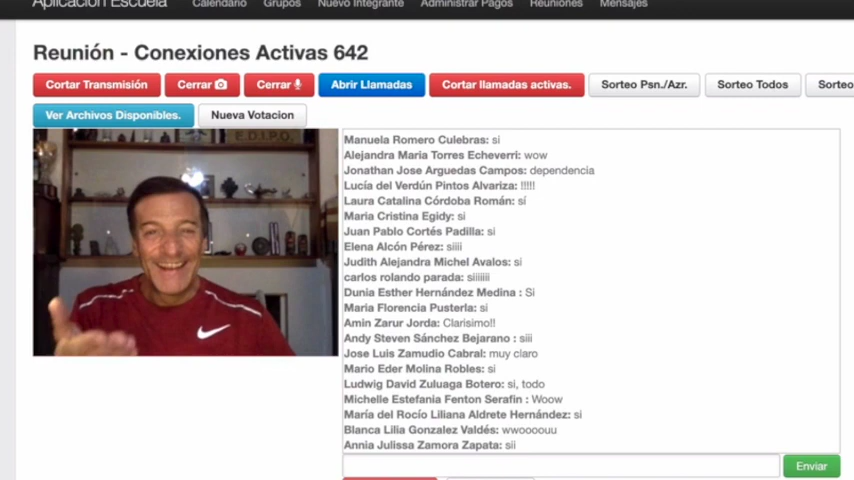 Aplicación Escuela Calendario Grupos Nuevo Integrante Administrar Pagos Reuniones Mensajes
Reunión - Conexiones Activas 642
Cortar Transmisión Cerrar Cerrar Abrir Llamadas Cortar llamadas activas. Sorteo Psn./Azr. Sorteo Todos Sorteo
Ver Archivos Disponibles. Nueva Votacion
E.D.I.P.O.
Manuela Romero Culebras: si
Alejandra Maria Torres Echeverri: wow
Jonathan Jose Arguedas Campos: dependencia
Lucía del Verdún Pintos Alvariza: !!!!!
Laura Catalina Córdoba Román: sí
Maria Cristina Egidy: si
Juan Pablo Cortés Padilla: si
Elena Alcón Pérez: siiii
Judith Alejandra Michel Avalos: si
carlos rolando parada: siiiiiii
Dunia Esther Hernández Medina : Si
Maria Florencia Pusterla: si
Amin Zarur Jorda: Clarisimo!!
Andy Steven Sánchez Bejarano : siii
Jose Luis Zamudio Cabral: muy claro
Mario Eder Molina Robles: si
Ludwig David Zuluaga Botero: si, todo
Michelle Estefania Fenton Serafin : Woow
María del Rocío Liliana Aldrete Hernández: si
Blanca Lilia Gonzalez Valdés: wwoooouu
Annia Julissa Zamora Zapata: sii
Enviar